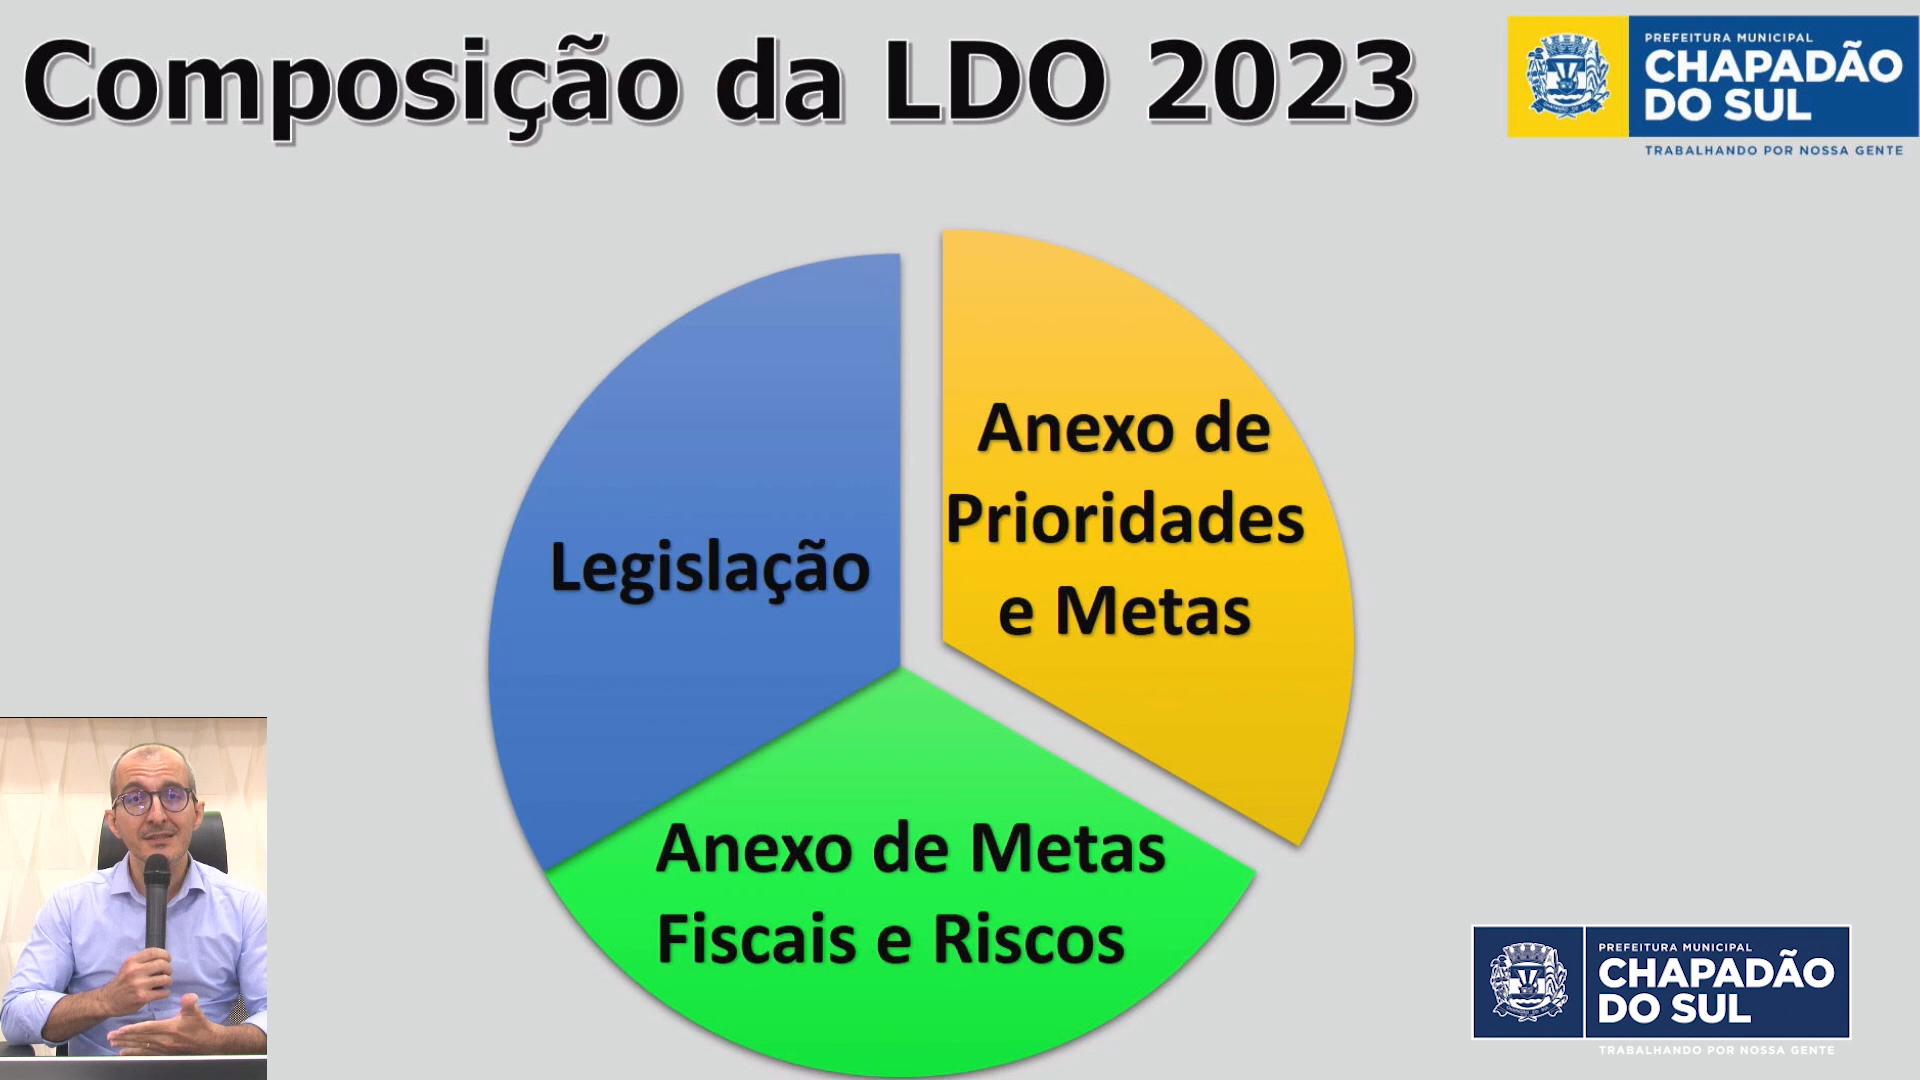 Composição da LDO 2023
PREFEITURA MUNICIPAL
CHAPADÃO
DO SUL
TRABALHANDO POR NOSSA GENTE
Legislação
Anexo de
Prioridades
e Metas
Anexo de Metas
Fiscais e Riscos
PREFEITURA MUNICIPAL
CHAPADÃO
DO SUL
TRABALHANDO POR NOSSA GENTE